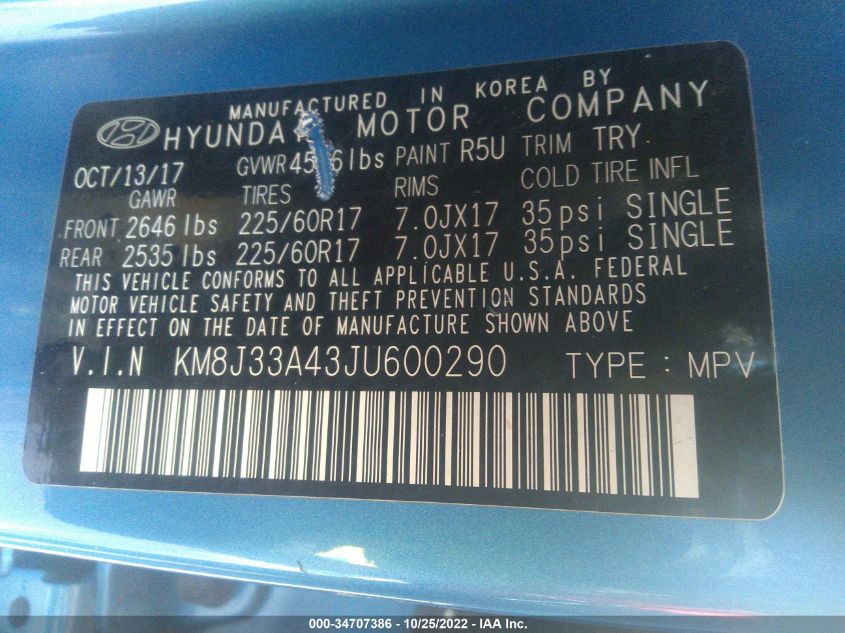 MANUFACTURED IN KOREA BY
HYUNDAI MOTOR COMPANY
OCT/13/17 GVWR lbs PAINT R5U TRIM TRY
GAWR TIRES RIMS COLD TIRE INFL
FRONT 2646 lbs 225/60R17 7.0JX17 35psi SINGLE
REAR 2535 lbs 225/60R17 7.0JX17 35psi SINGLE
THIS VEHICLE CONFORMS TO ALL APPLICABLE U.S.A. FEDERAL
MOTOR VEHICLE SAFETY AND THEFT PREVENTION STANDARDS
IN EFFECT ON THE DATE OF MANUFACTURE SHOWN ABOVE
V.I.N KM8J33A43JU600290 TYPE : MPV
000-34707386 - 10/25/2022 - IAA Inc.